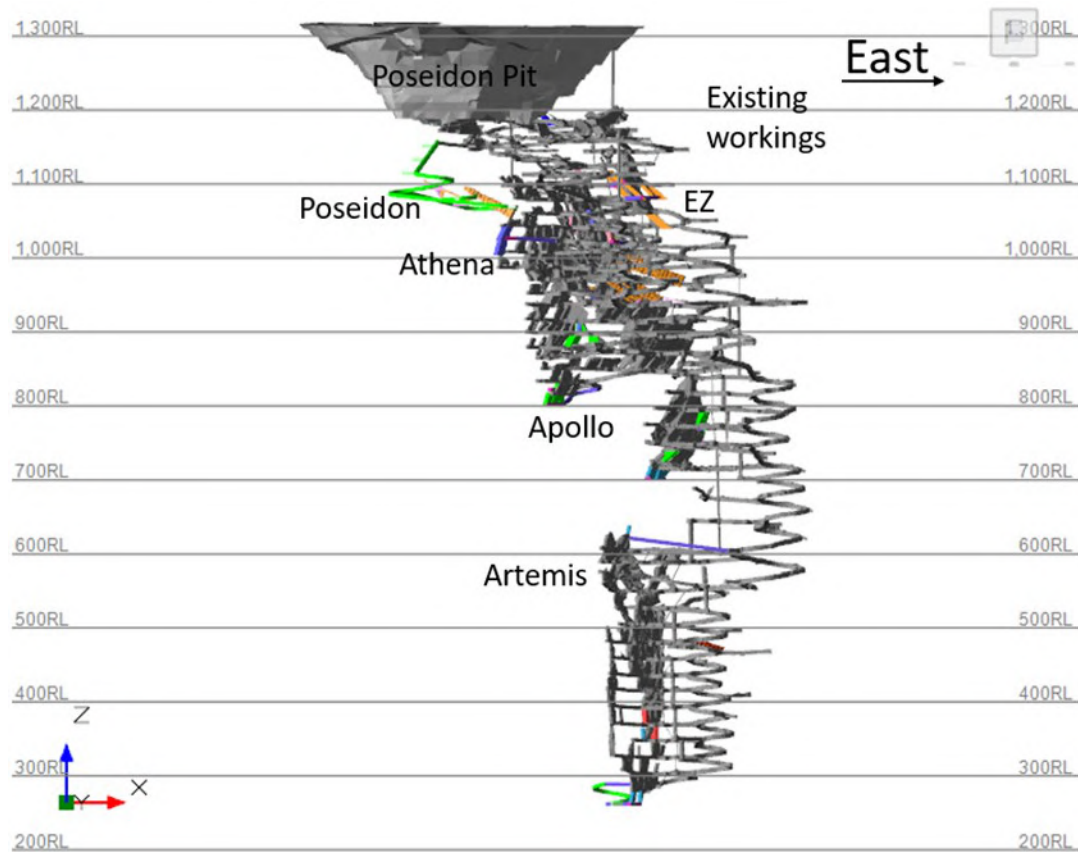 1,300RL
1,300RL
East
Poseidon Pit
1,200RL
1,200RL
Existing
workings
1,100RL
1,100RL
Poseidon
EZ
1,000RL
1,000RL
Athena
900RL
900RL
800RL
800RL
Apollo
700RL
700RL
600RL
600RL
Artemis
500RL
500RL
400RL
400RL
Z
300RL
300RL
Y
X
200RL
200RL